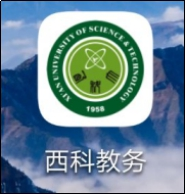 XI'AN UNIVERSITY OF SCIENCE & TECHNOLOGY
1958
西科教务